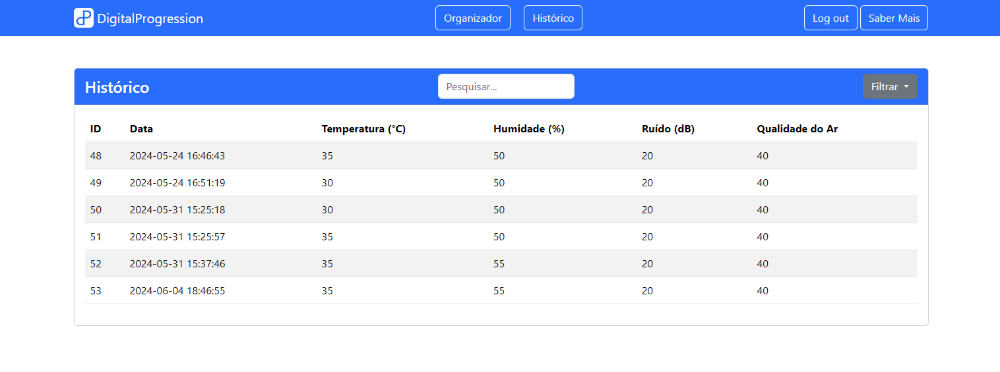 DigitalProgression Organizador Histórico Log out Saber Mais
Histórico Pesquisar... Filtrar
ID Data Temperatura (°C) Humidade (%) Ruído (dB) Qualidade do Ar
48 2024-05-24 16:46:43 35 50 20 40
49 2024-05-24 16:51:19 30 50 20 40
50 2024-05-31 15:25:18 30 50 20 40
51 2024-05-31 15:25:57 35 50 20 40
52 2024-05-31 15:37:46 35 55 20 40
53 2024-06-04 18:46:55 35 55 20 40